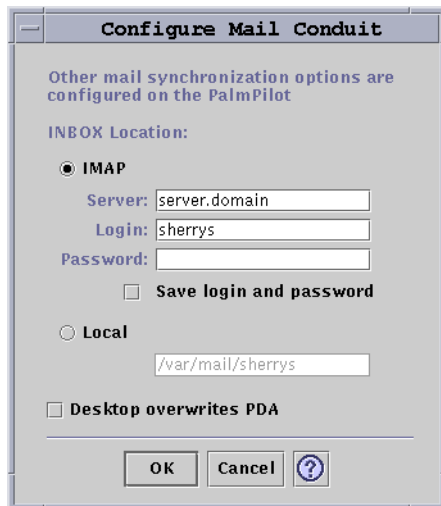 Configure Mail Conduit
Other mail synchronization options are
configured on the PalmPilot
INBOX Location:
IMAP
Server: server.domain
Login: sherrys
Password:
Save login and password
Local
/var/mail/sherrys
Desktop overwrites PDA
OK Cancel ?